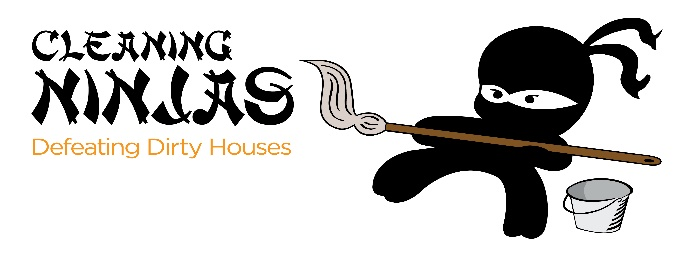 CLEANING
NINJAS
Defeating Dirty Houses